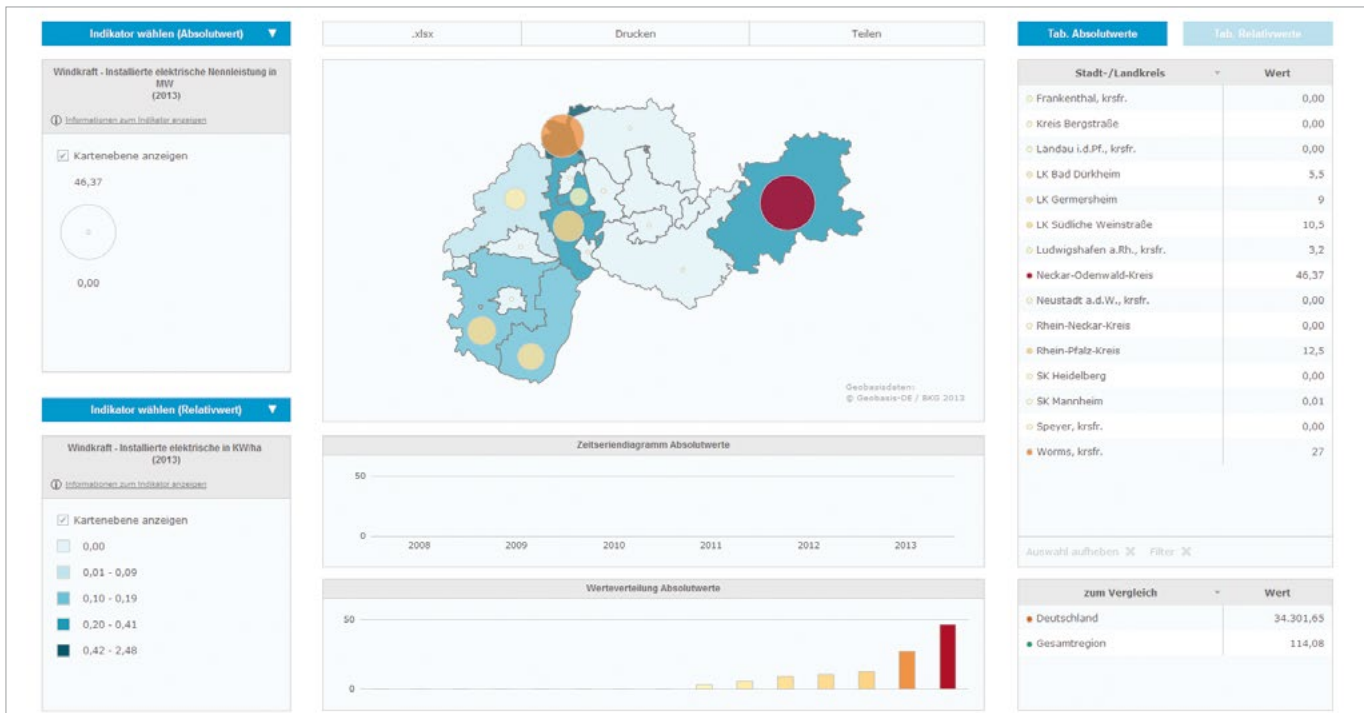 Indikator wählen (Absolutwert) ▼
Windkraft - Installierte elektrische Nennleistung in
MW
(2013)
Informationen zum Indikator anzeigen
Kartenebene anzeigen
46,37
0,00
Indikator wählen (Relativwert) ▼
Windkraft - Installierte elektrische in KW/ha
(2013)
Informationen zum Indikator anzeigen
Kartenebene anzeigen
0,00
0,01 - 0,09
0,10 - 0,19
0,20 - 0,41
0,42 - 2,48
.xlsx Drucken Teilen
Geobasisdaten:
© Geobasis-DE / BKG 2013
Zeitseriendiagramm Absolutwerte
50
0
2008 2009 2010 2011 2012 2013
Werteverteilung Absolutwerte
50
0
Tab. Absolutwerte Tab. Relativwerte
Stadt-/Landkreis Wert
Frankenthal, krsfr. 0,00
Kreis Bergstraße 0,00
Landau i.d.Pf., krsfr. 0,00
LK Bad Dürkheim 5,5
LK Germersheim 9
LK Südliche Weinstraße 10,5
Ludwigshafen a.Rh., krsfr. 3,2
Neckar-Odenwald-Kreis 46,37
Neustadt a.d.W., krsfr. 0,00
Rhein-Neckar-Kreis 0,00
Rhein-Pfalz-Kreis 12,5
SK Heidelberg 0,00
SK Mannheim 0,01
Speyer, krsfr. 0,00
Worms, krsfr. 27
Auswahl aufheben ✕ Filter ✕
zum Vergleich Wert
Deutschland 34.301,65
Gesamtregion 114,08